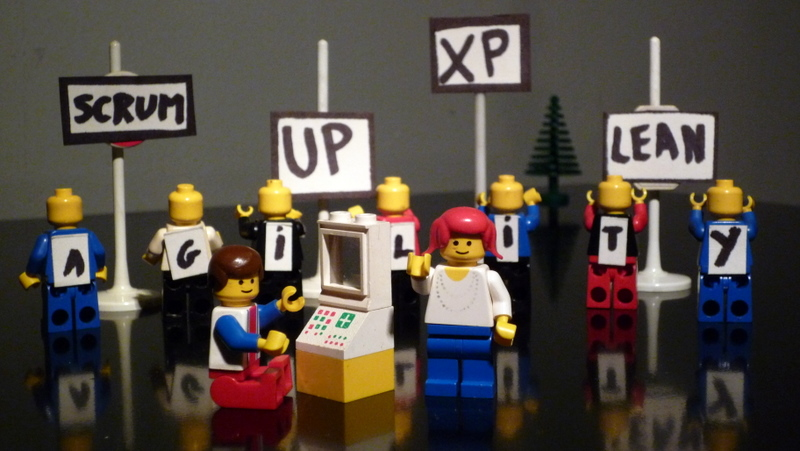 XP
SCRUM
UP
LEAN
A G i L i T Y